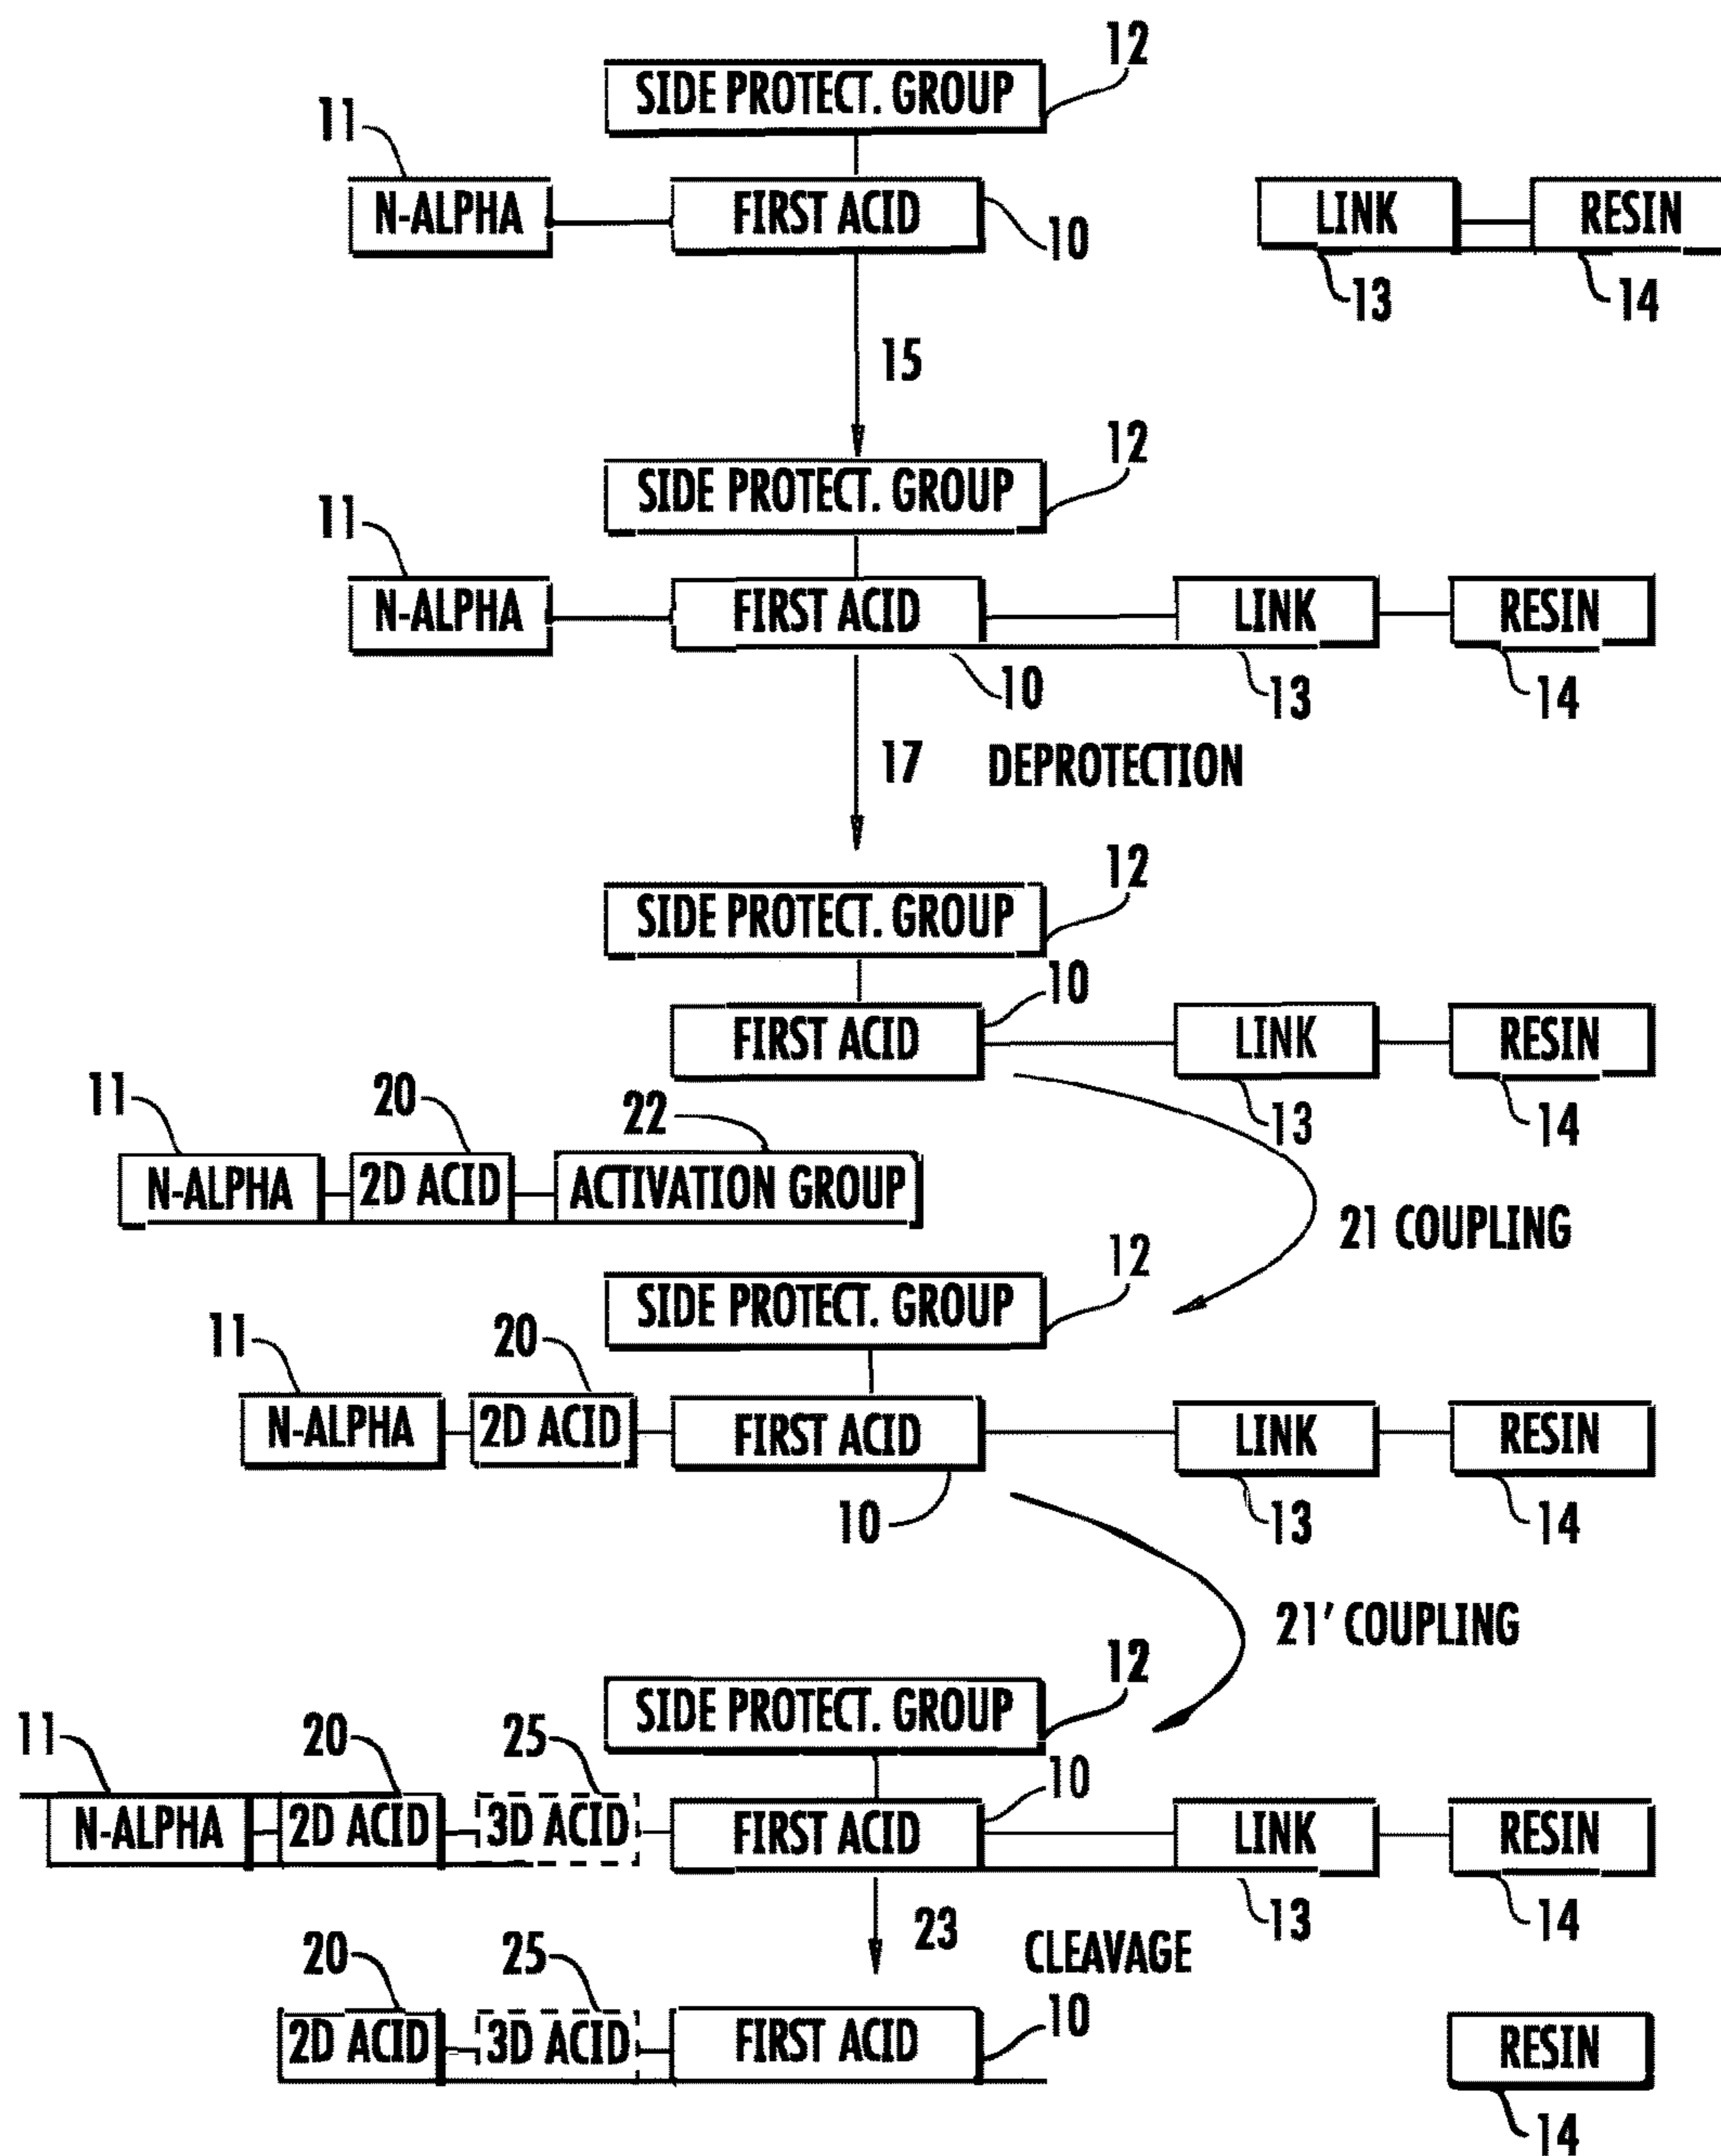 12
SIDE PROTECT. GROUP
11
N-ALPHA FIRST ACID LINK RESIN
10
13 14
15
12
SIDE PROTECT. GROUP
11
N-ALPHA FIRST ACID LINK RESIN
10 13 14
17 DEPROTECTION
12
SIDE PROTECT. GROUP
10
FIRST ACID LINK RESIN
11 20 22 13 14
N-ALPHA 2D ACID ACTIVATION GROUP
21 COUPLING
12
SIDE PROTECT. GROUP
11 20
N-ALPHA 2D ACID FIRST ACID LINK RESIN
10 13 14
21' COUPLING
12
SIDE PROTECT. GROUP
11 20 25 10
N-ALPHA 2D ACID 3D ACID FIRST ACID LINK RESIN
13 14
23 CLEAVAGE
20 25 10
2D ACID 3D ACID FIRST ACID RESIN
14